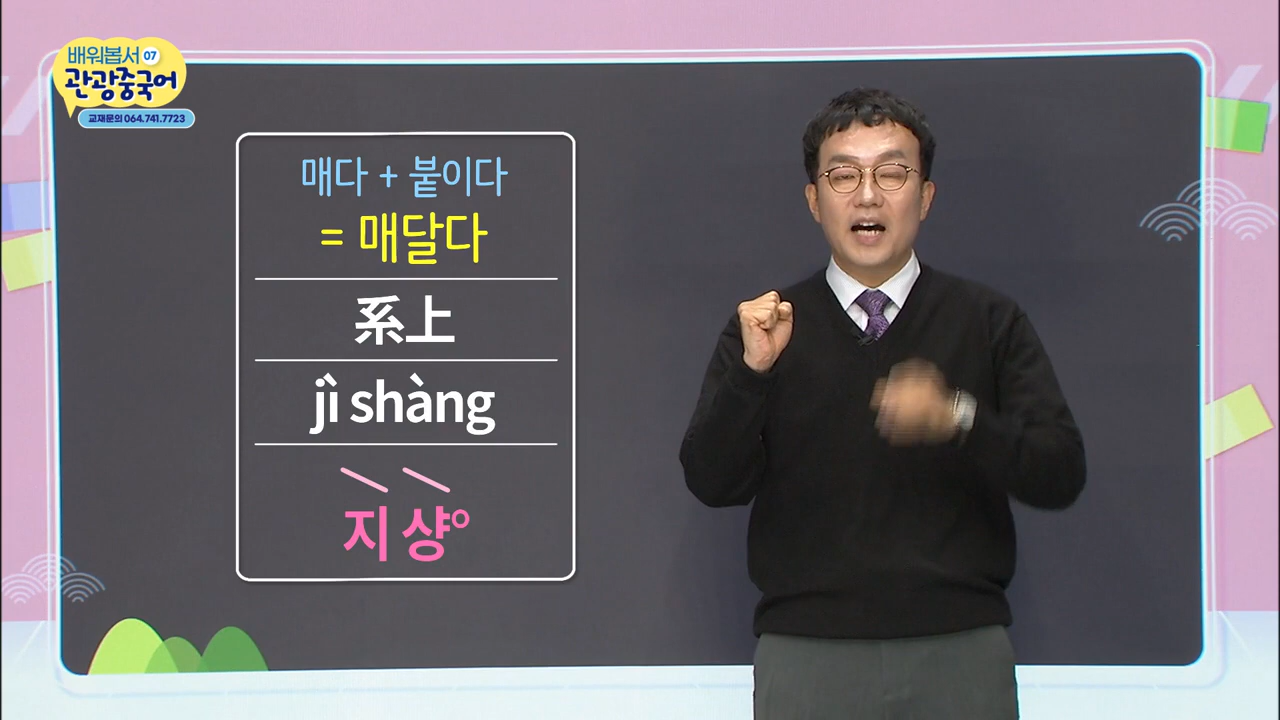 배워봅서 07
관광중국어
교재문의 064.741.7723
매다 + 붙이다
= 매달다
系上
jì shàng
지 샹º